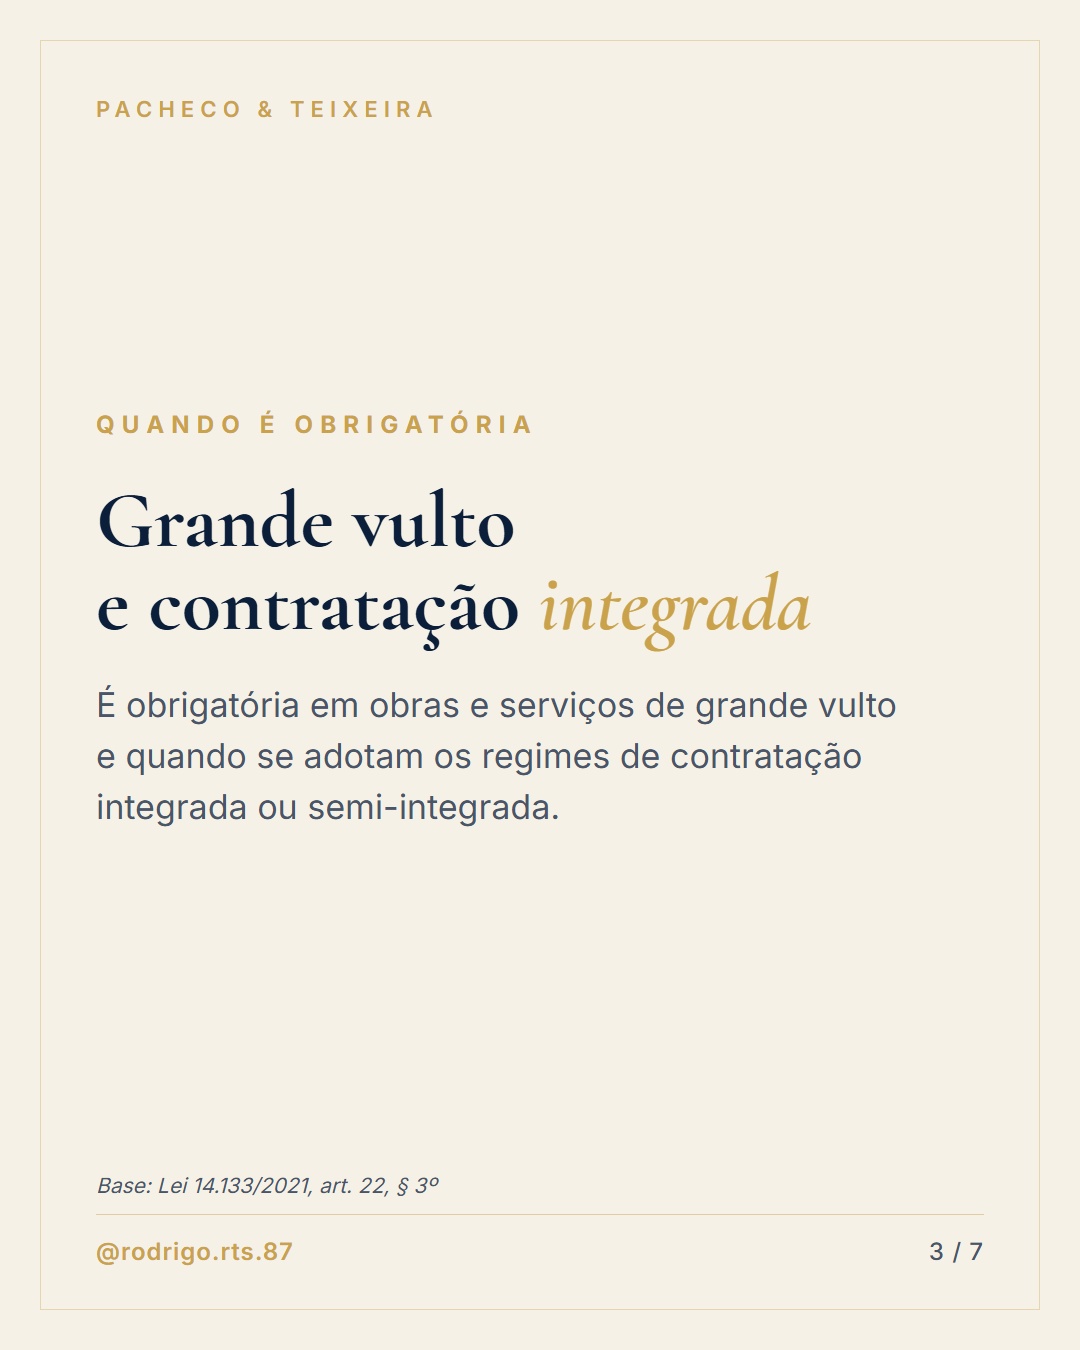 PACHECO & TEIXEIRA
QUANDO É OBRIGATÓRIA
Grande vulto
e contratação integrada
É obrigatória em obras e serviços de grande vulto
e quando se adotam os regimes de contratação
integrada ou semi-integrada.
Base: Lei 14.133/2021, art. 22, § 3º
@rodrigo.rts.87
3 / 7